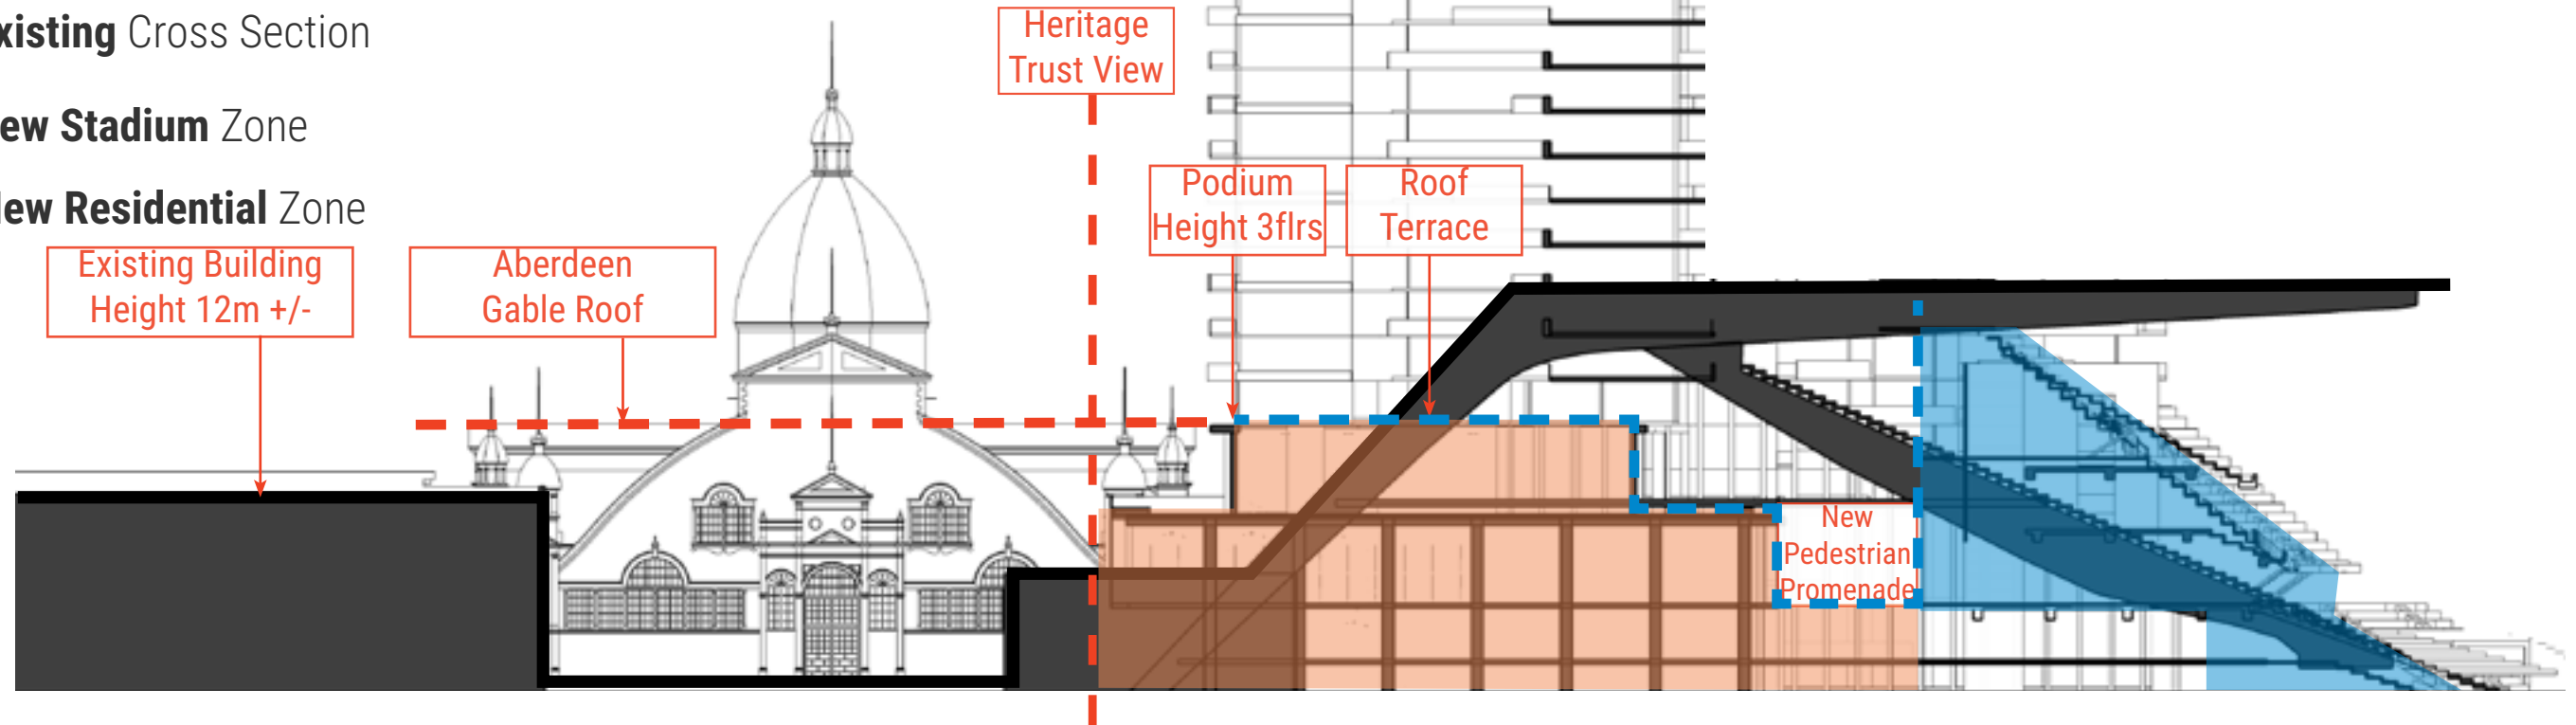 xisting Cross Section
ew Stadium Zone
ew Residential Zone
Heritage
Trust View
Podium
Height 3flrs
Roof
Terrace
Existing Building
Height 12m +/-
Aberdeen
Gable Roof
New
Pedestrian
Promenade